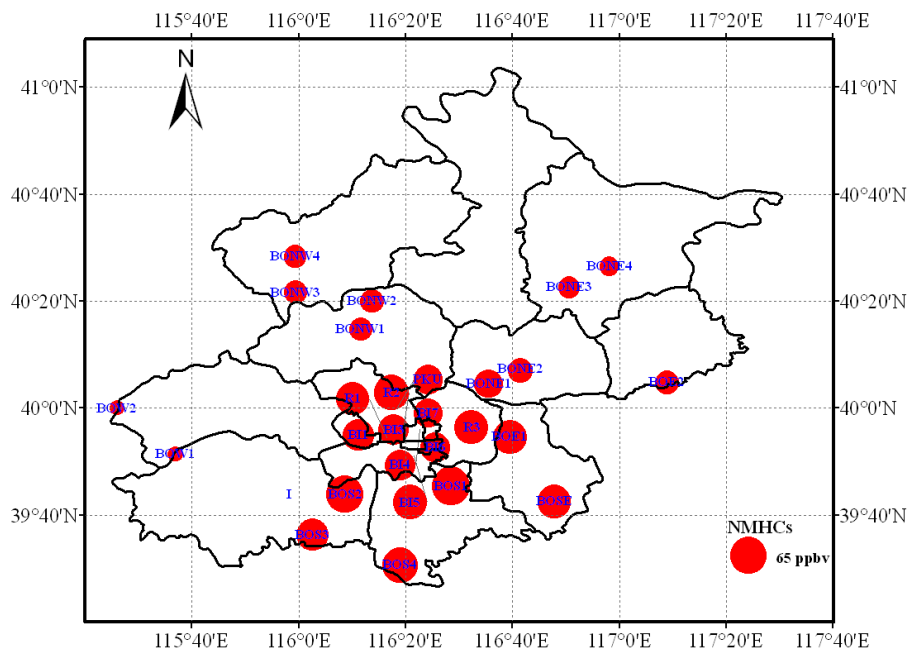 115°40'E 116°0'E 116°20'E 116°40'E 117°0'E 117°20'E 117°40'E
N
41°0'N 41°0'N
40°40'N 40°40'N
BONW4
BONE4
BONE3
BONW3
40°20'N 40°20'N
BONW2
BONW1
BONE2
PKU
BONE1
R2
R1
40°0'N 40°0'N
BOW2
BI7
R3
BI3
BI1
BOE1
BOW1
BI4
BOS1
I
BOS2
BI5
BOSE
39°40'N 39°40'N
NMHCs
BOS3
65 ppbv
BOS4
115°40'E 116°0'E 116°20'E 116°40'E 117°0'E 117°20'E 117°40'E